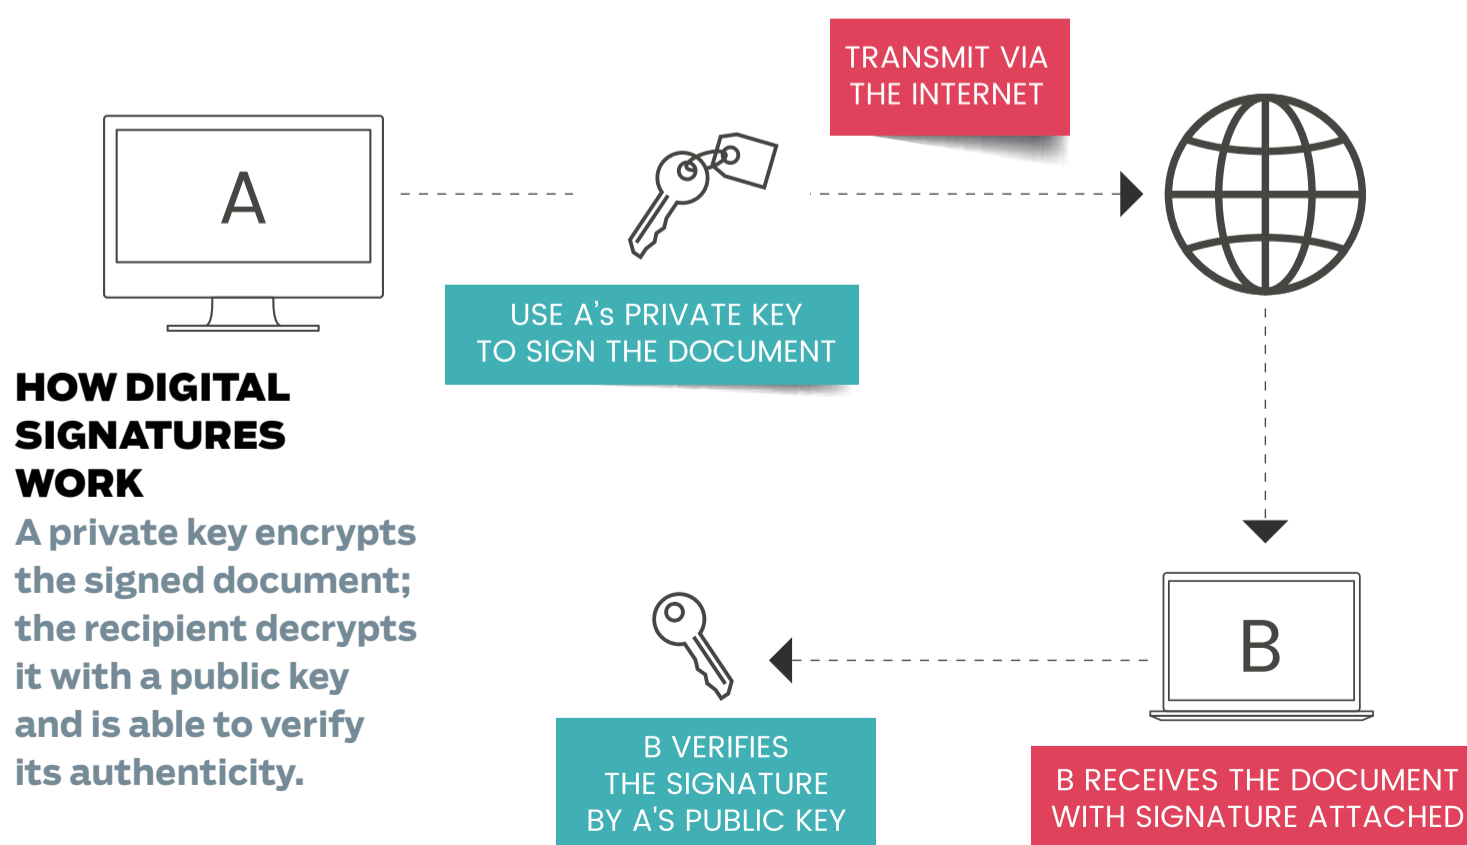 TRANSMIT VIA
THE INTERNET
A
USE A's PRIVATE KEY
TO SIGN THE DOCUMENT
HOW DIGITAL
SIGNATURES
WORK
A private key encrypts
the signed document;
the recipient decrypts
it with a public key
and is able to verify
its authenticity.
B
B VERIFIES
THE SIGNATURE
BY A'S PUBLIC KEY
B RECEIVES THE DOCUMENT
WITH SIGNATURE ATTACHED